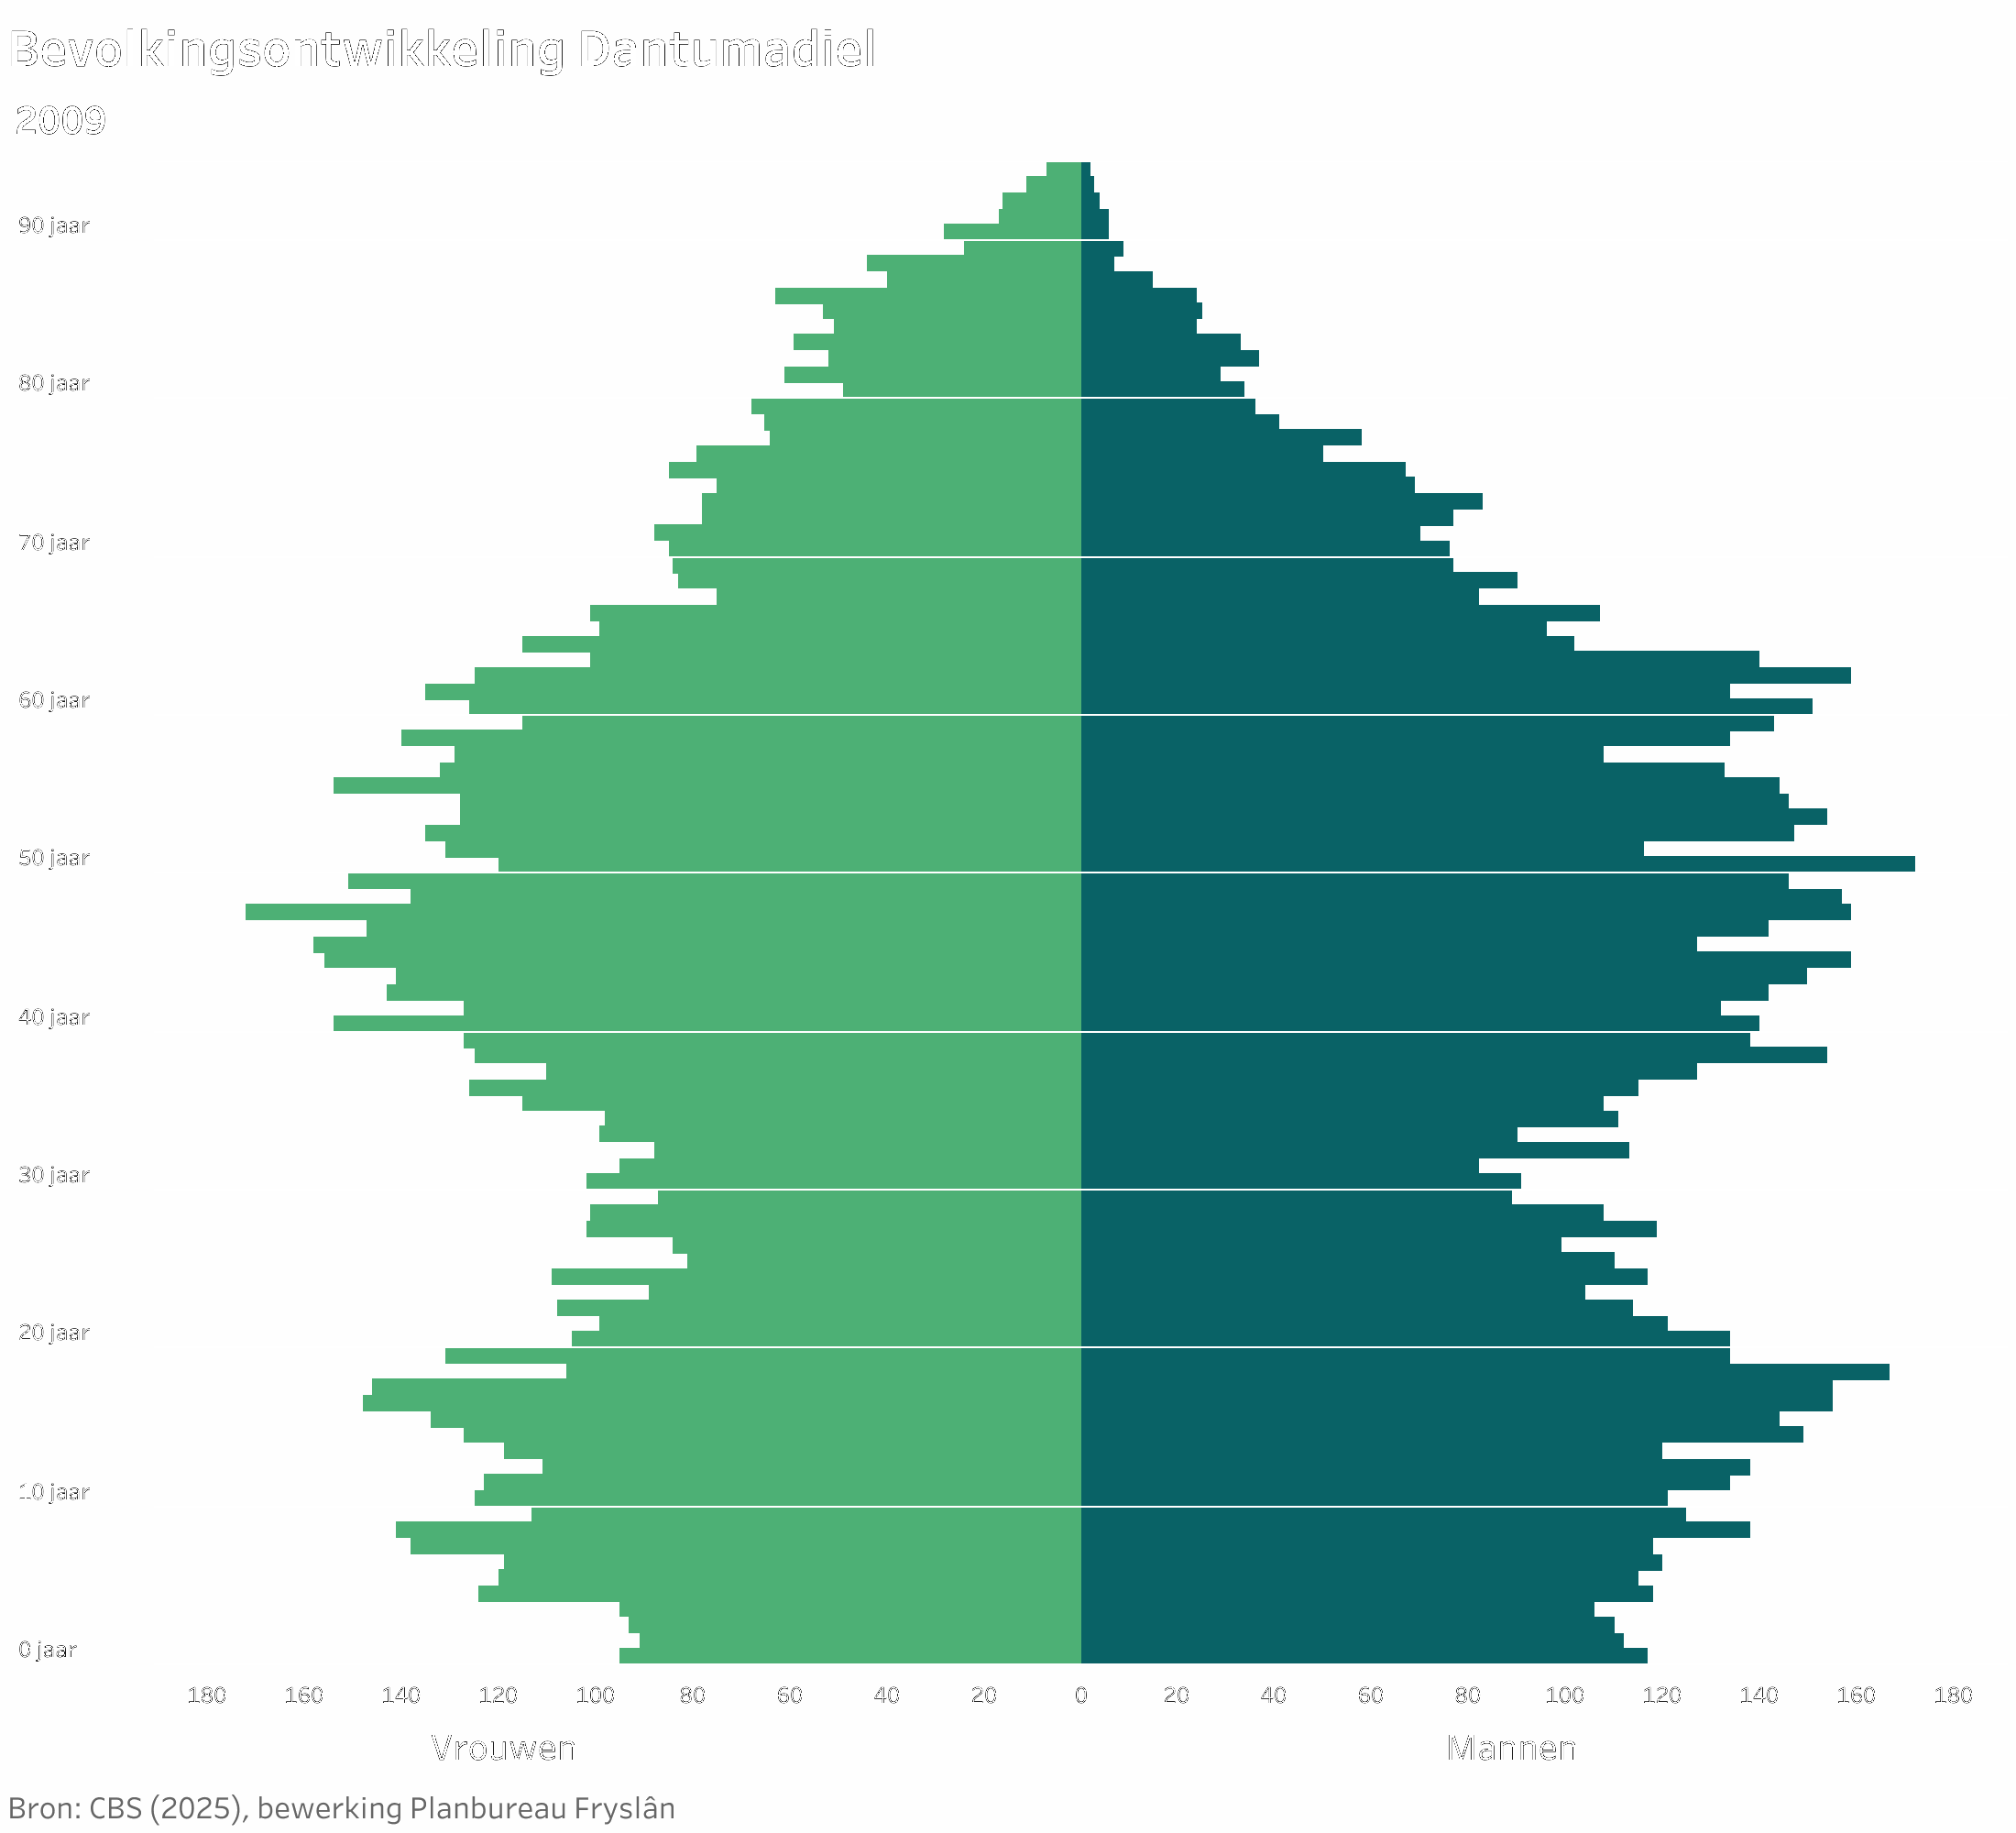 Bevolkingsontwikkeling Dantumadiel
2009
90 jaar
80 jaar
70 jaar
60 jaar
50 jaar
40 jaar
30 jaar
20 jaar
10 jaar
0 jaar
180 160 140 120 100 80 60 40 20 0 20 40 60 80 100 120 140 160 180
Vrouwen Mannen
Bron: CBS (2025), bewerking Planbureau Fryslân